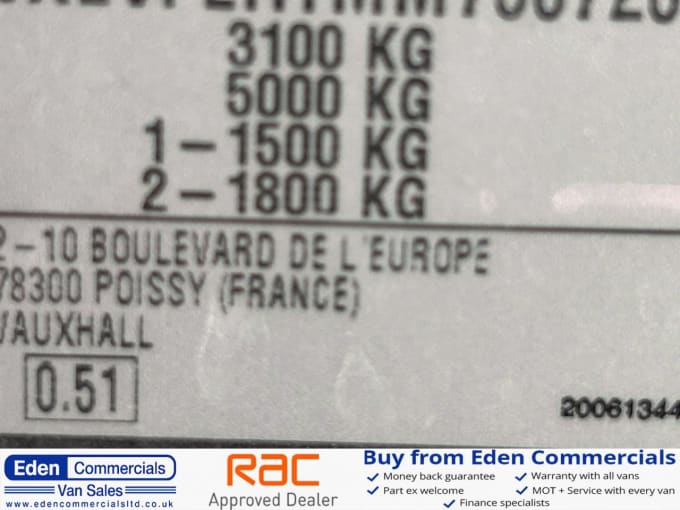 3100 KG
5000 KG
1-1500 KG
2-1800 KG
2-10 BOULEVARD DE L'EUROPE
78300 POISSY (FRANCE)
VAUXHALL
0.51
20061344
Eden Commercials
Van Sales
www.edencommercialsltd.co.uk
RAC
Approved Dealer
Buy from Eden Commercials
✓ Money back guarantee ✓ Warranty with all vans
✓ Part ex welcome ✓ MOT + Service with every van
✓ Finance specialists